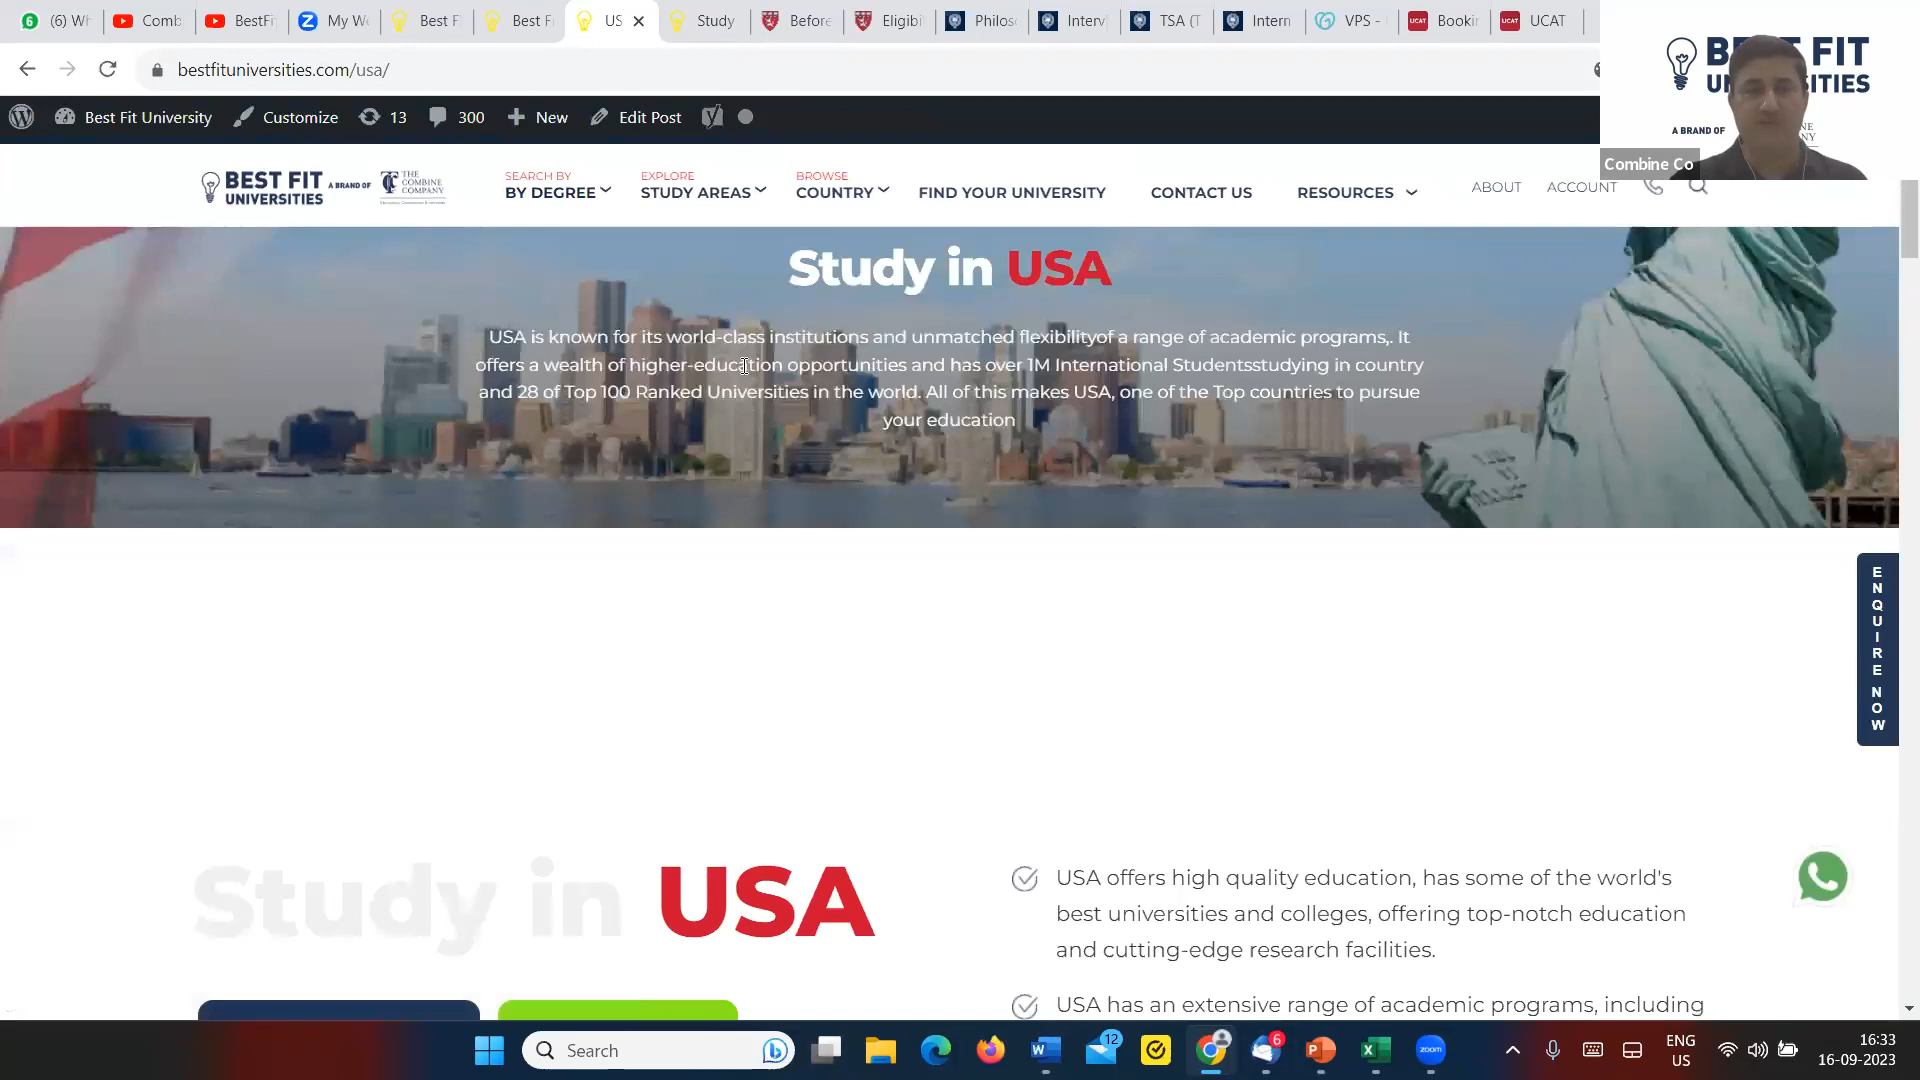 (6) Wh
Comb
BestFi
My We
Best F
Best Fi
US
Study
Before
Eligibi
Philos
Interv
TSA (T
Intern
VPS -
UCAT
Bookin
UCAT
UCAT
bestfituniversities.com/usa/
Best Fit University
Customize
13
300
New
Edit Post
BEST FIT
UNIVERSITIES
A BRAND OF
THE
COMBINE
COMPANY
SEARCH BY
BY DEGREE
EXPLORE
STUDY AREAS
BROWSE
COUNTRY
FIND YOUR UNIVERSITY
CONTACT US
RESOURCES
ABOUT
ACCOUNT
A BRAND OF
Combine Co
Study in USA
USA is known for its world-class institutions and unmatched flexibilityof a range of academic programs,. It
offers a wealth of higher-education opportunities and has over 1M International Studentsstudying in country
and 28 of Top 100 Ranked Universities in the world. All of this makes USA, one of the Top countries to pursue
your education
ENQUIRE NOW
Study in USA
USA offers high quality education, has some of the world's
best universities and colleges, offering top-notch education
and cutting-edge research facilities.
USA has an extensive range of academic programs, including
Search
12
6
zoom
ENG
US
16:33
16-09-2023